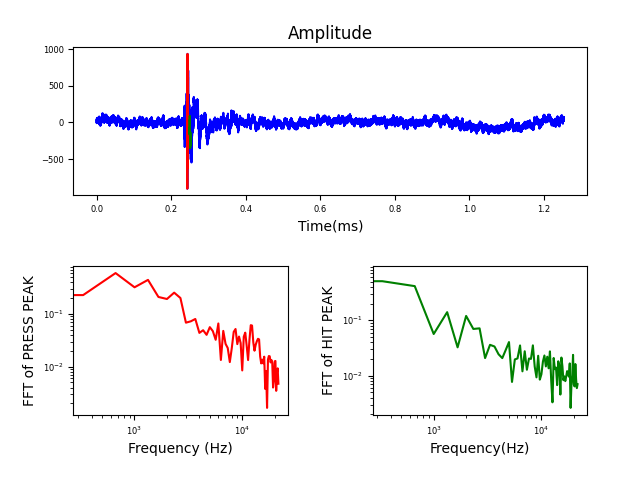 Amplitude
1000
500
0
−500
0.0 0.2 0.4 0.6 0.8 1.0 1.2
Time(ms)
FFT of PRESS PEAK
10⁻¹
10⁻²
10³ 10⁴
Frequency (Hz)
FFT of HIT PEAK
10⁻¹
10⁻²
10³ 10⁴
Frequency(Hz)